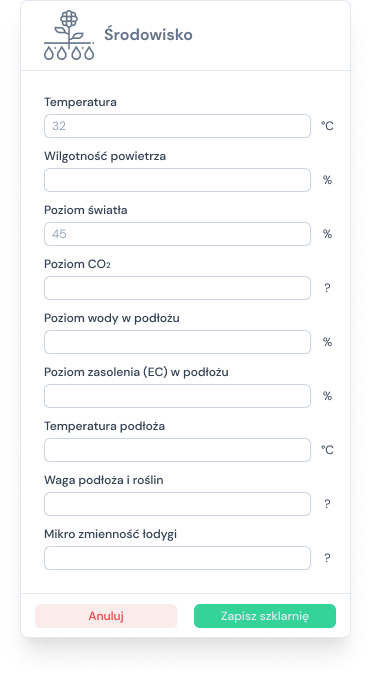 Środowisko
Temperatura
32 °C
Wilgotność powietrza
%
Poziom światła
45 %
Poziom CO₂
?
Poziom wody w podłożu
%
Poziom zasolenia (EC) w podłożu
%
Temperatura podłoża
°C
Waga podłoża i roślin
?
Mikro zmienność łodygi
?
Anuluj Zapisz szklarnię